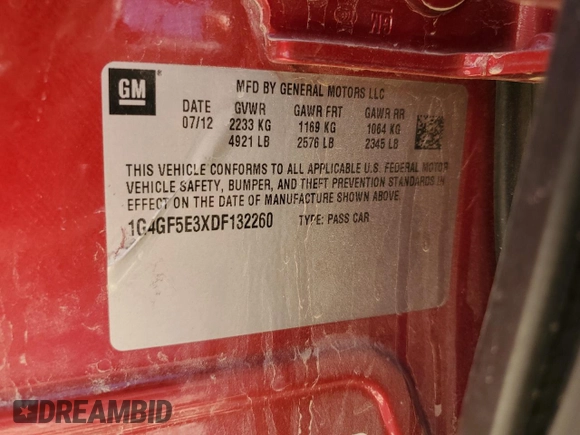 GM
MFD BY GENERAL MOTORS LLC
DATE GVWR GAWR FRT GAWR RR
07/12 2233 KG 1169 KG 1064 KG
4921 LB 2576 LB 2345 LB
THIS VEHICLE CONFORMS TO ALL APPLICABLE U.S. FEDERAL MOTOR
VEHICLE SAFETY, BUMPER, AND THEFT PREVENTION STANDARDS IN
EFFECT ON THE DATE OF MANUFACTURE SHOWN ABOVE.
1G4GF5E3XDF132260 TYPE: PASS CAR
DREAMBID